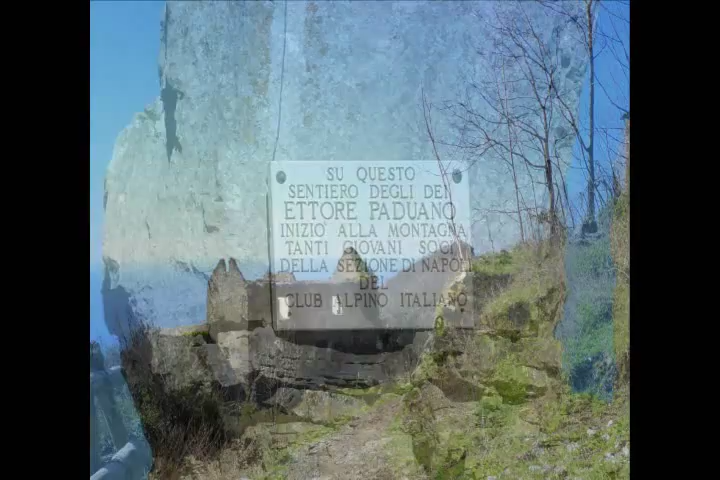 SU QUESTO
SENTIERO DEGLI DEI
ETTORE PADUANO
INIZIÒ ALLA MONTAGNA
TANTI GIOVANI SOCI
DELLA SEZIONE DI NAPOLI
DEL
CLUB ALPINO ITALIANO